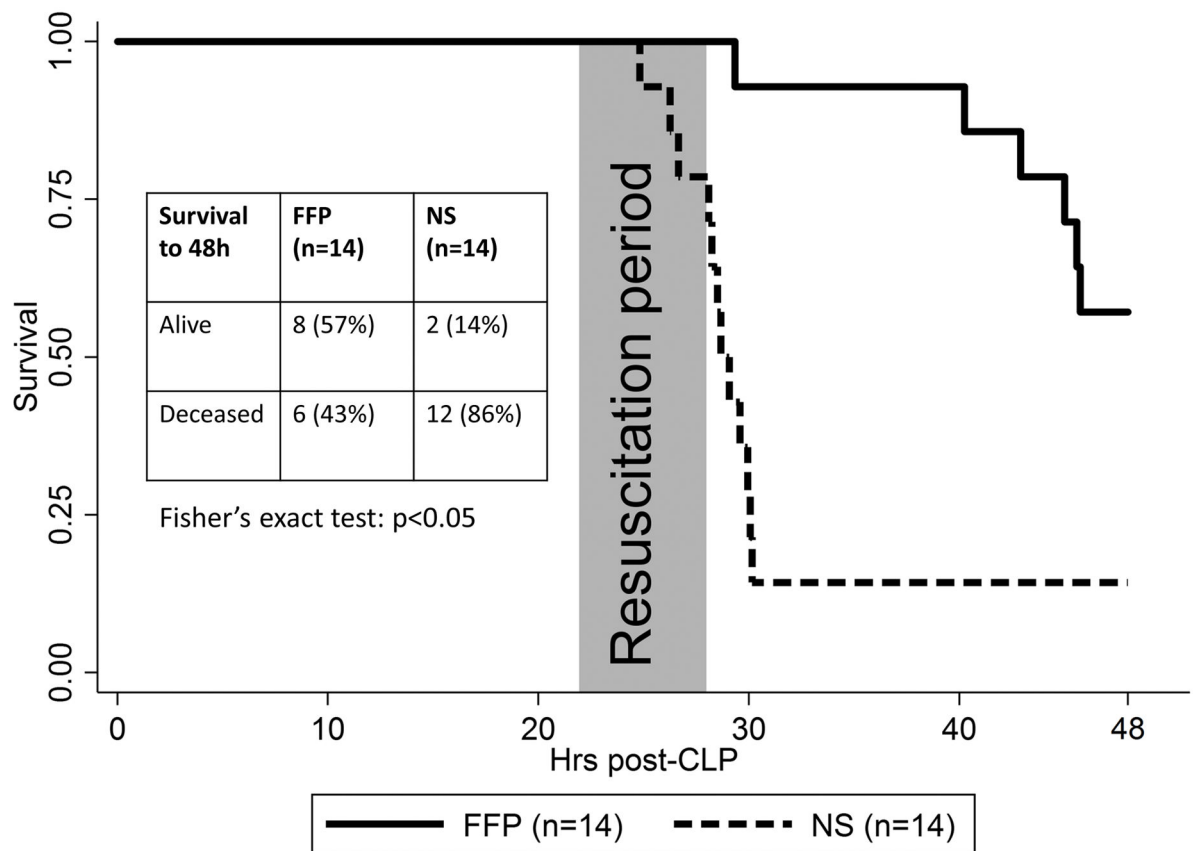 1.00
0.75
0.50
0.25
0.00
Survival
Survival to 48h
FFP (n=14)
NS (n=14)
Alive
8 (57%)
2 (14%)
Deceased
6 (43%)
12 (86%)
Fisher's exact test: p<0.05
Resuscitation period
0
10
20
30
40
48
Hrs post-CLP
FFP (n=14)
NS (n=14)